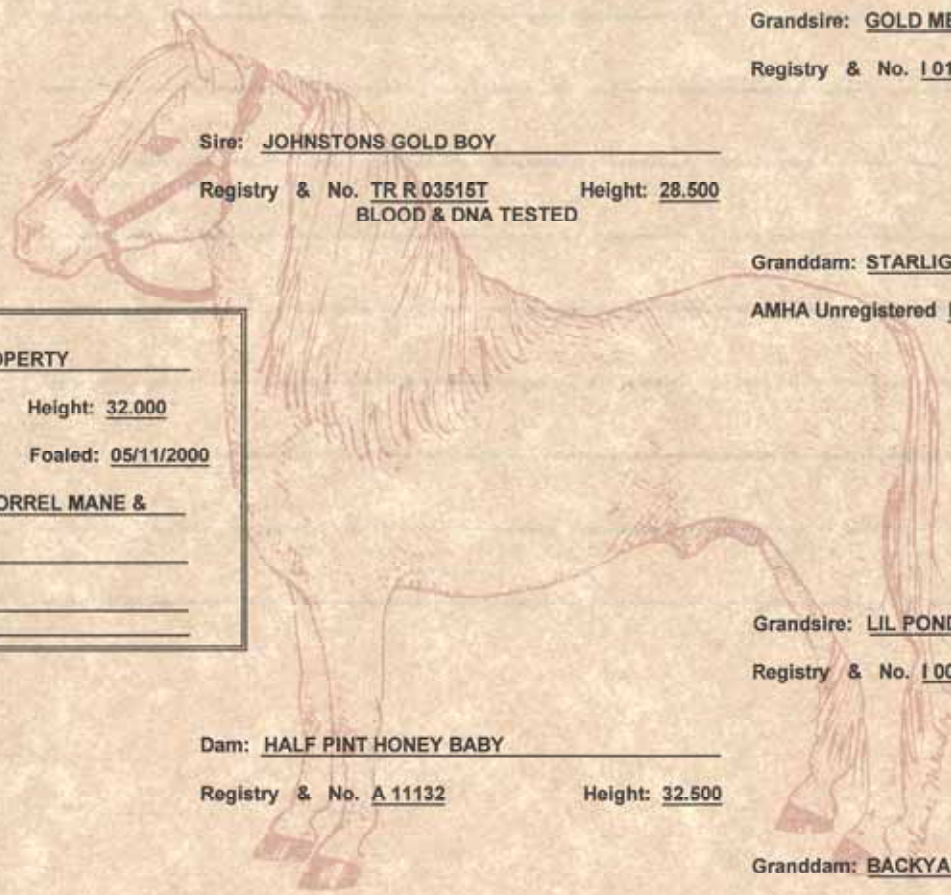 Grandsire: GOLD ME
Registry & No. I 01
Sire: JOHNSTONS GOLD BOY
Registry & No. TR R 03515T Height: 28.500
BLOOD & DNA TESTED
Granddam: STARLIG
AMHA Unregistered
OPERTY
Height: 32.000
Foaled: 05/11/2000
ORREL MANE &
Grandsire: LIL POND
Registry & No. I 00
Dam: HALF PINT HONEY BABY
Registry & No. A 11132 Height: 32.500
Granddam: BACKYA